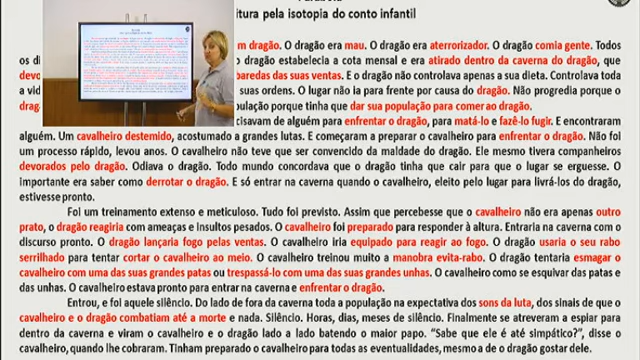 Parábola
itura pela isotopia do conto infantil
m dragão. O dragão era mau. O dragão era aterrorizador. O dragão comia gente. Todos
os di o dragão estabelecia a cota mensal e era atirado dentro da caverna do dragão, que
devo baredas das suas ventas. E o dragão não controlava apenas a sua dieta. Controlava toda
a vid suas ordens. O lugar não ia para frente por causa do dragão. Não progredia porque o
drag população porque tinha que dar sua população para comer ao dragão.
cisavam de alguém para enfrentar o dragão, para matá-lo e fazê-lo fugir. E encontraram
alguém. Um cavalheiro destemido, acostumado a grandes lutas. E começaram a preparar o cavalheiro para enfrentar o dragão. Não foi
um processo rápido, levou anos. O cavalheiro não teve que ser convencido da maldade do dragão. Ele mesmo tivera companheiros
devorados pelo dragão. Odiava o dragão. Todo mundo concordava que o dragão tinha que cair para que o lugar se erguesse. O
importante era saber como derrotar o dragão. E só entrar na caverna quando o cavalheiro, eleito pelo lugar para livrá-los do dragão,
estivesse pronto.
Foi um treinamento extenso e meticuloso. Tudo foi previsto. Assim que percebesse que o cavalheiro não era apenas outro
prato, o dragão reagiria com ameaças e insultos pesados. O cavalheiro foi preparado para responder à altura. Entraria na caverna com o
discurso pronto. O dragão lançaria fogo pelas ventas. O cavalheiro iria equipado para reagir ao fogo. O dragão usaria o seu rabo
serrilhado para tentar cortar o cavalheiro ao meio. O cavalheiro treinou muito a manobra evita-rabo. O dragão tentaria esmagar o
cavalheiro com uma das suas grandes patas ou trespassá-lo com uma das suas grandes unhas. O cavalheiro como se esquivar das patas e
das unhas. O cavalheiro estava pronto para entrar na caverna e enfrentar o dragão.
Entrou, e foi aquele silêncio. Do lado de fora da caverna toda a população na expectativa dos sons da luta, dos sinais de que o
cavalheiro e o dragão combatiam até a morte e nada. Silêncio. Horas, dias, meses de silêncio. Finalmente se atreveram a espiar para
dentro da caverna e viram o cavalheiro e o dragão lado a lado batendo o maior papo. “Sabe que ele é até simpático?”, disse o
cavalheiro, quando lhe cobraram. Tinham preparado o cavalheiro para todas as eventualidades, mesmo a de o dragão gostar dele.